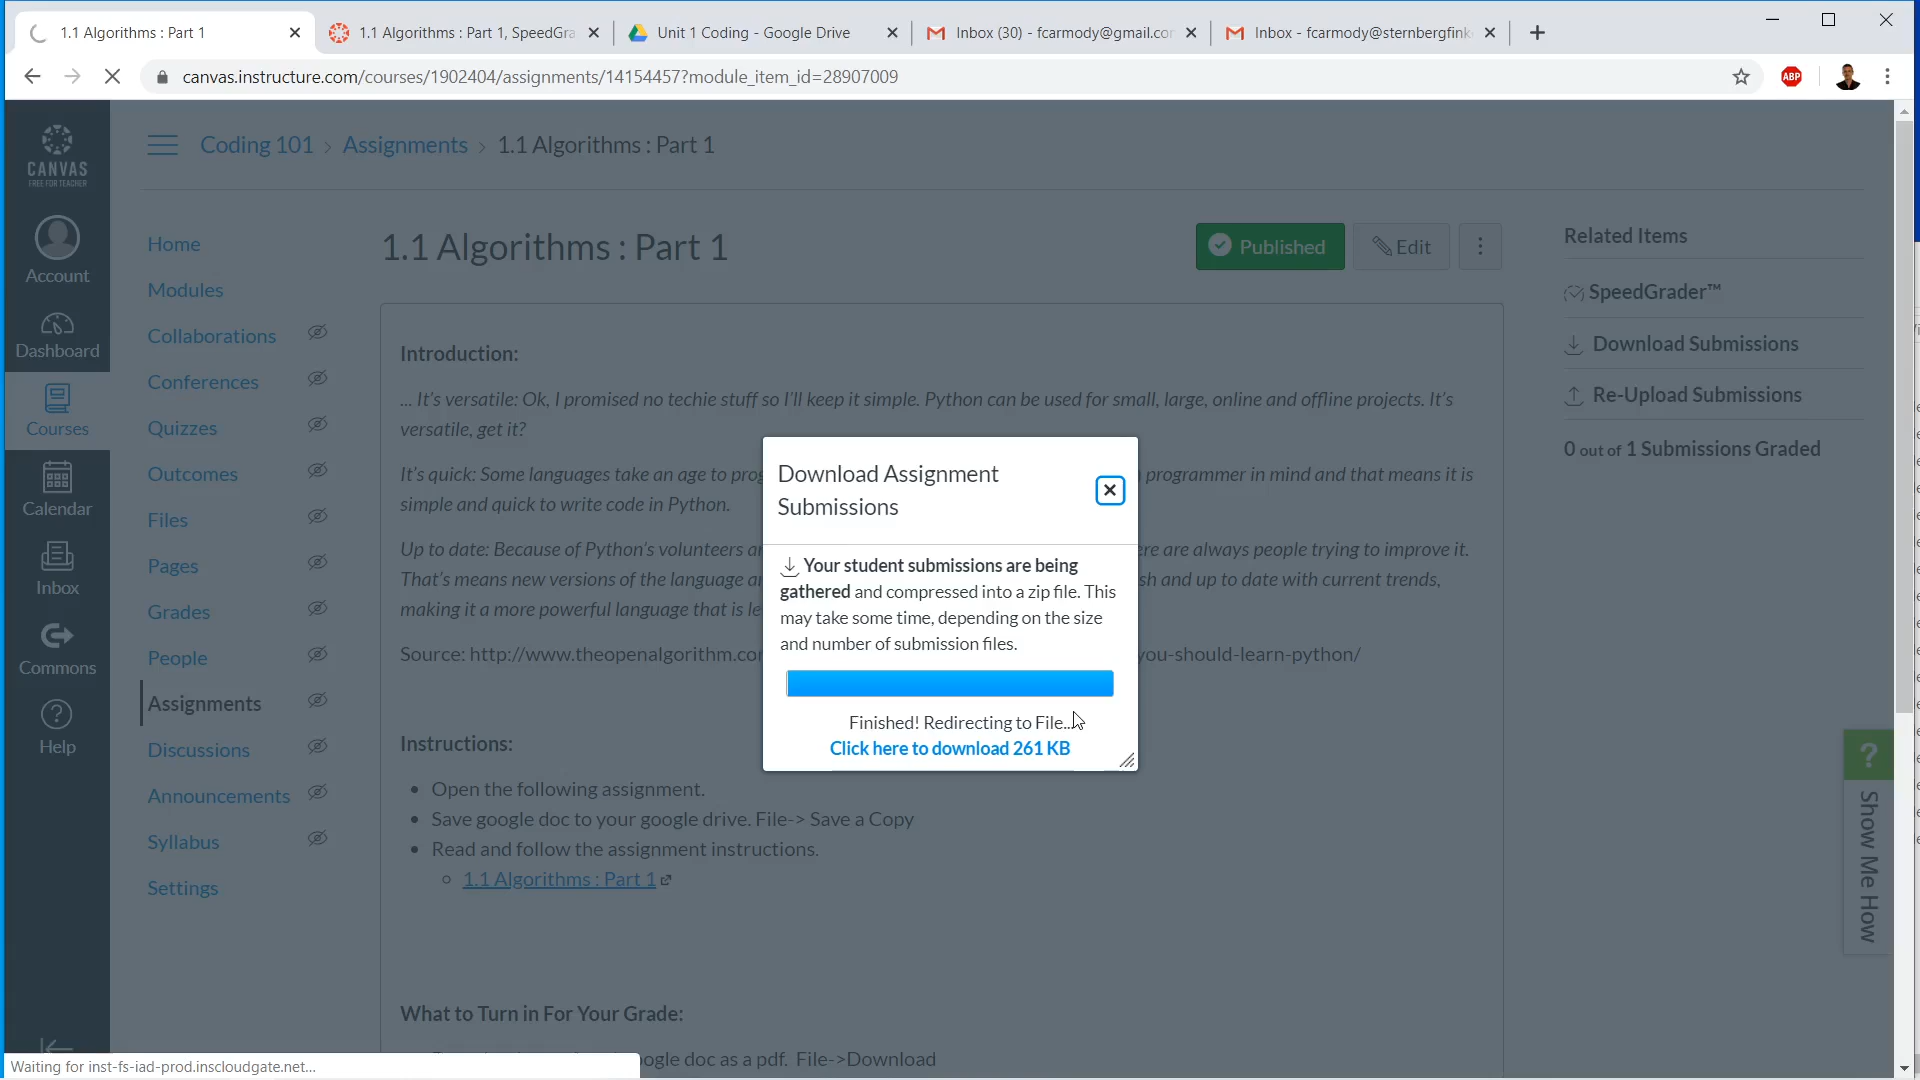 1.1 Algorithms : Part 1
1.1 Algorithms : Part 1, SpeedGra
Unit 1 Coding - Google Drive
Inbox (30) - fcarmody@gmail.co
Inbox - fcarmody@sternbergfink
canvas.instructure.com/courses/1902404/assignments/14154457?module_item_id=28907009
ABP
CANVAS
FREE FOR TEACHER
Account
Dashboard
Courses
Calendar
Inbox
Commons
Help
Coding 101 › Assignments › 1.1 Algorithms : Part 1
Home
Modules
Collaborations
Conferences
Quizzes
Outcomes
Files
Pages
Grades
People
Assignments
Discussions
Announcements
Syllabus
Settings
1.1 Algorithms : Part 1
Published
Edit
Introduction:
... It's versatile: Ok, I promised no techie stuff so I'll keep it simple. Python can be used for small, large, online and offline projects. It's
versatile, get it?
It's quick: Some languages take an age to prog programmer in mind and that means it is
simple and quick to write code in Python.
Up to date: Because of Python's volunteers a ere are always people trying to improve it.
That's means new versions of the language a sh and up to date with current trends,
making it a more powerful language that is le
Source: http://www.theopenalgorithm.co you-should-learn-python/
Instructions:
Open the following assignment.
Save google doc to your google drive. File-> Save a Copy
Read and follow the assignment instructions.
1.1 Algorithms : Part 1
What to Turn in For Your Grade:
ogle doc as a pdf. File->Download
Download Assignment
Submissions
Your student submissions are being
gathered and compressed into a zip file. This
may take some time, depending on the size
and number of submission files.
Finished! Redirecting to File...
Click here to download 261 KB
Related Items
SpeedGrader™
Download Submissions
Re-Upload Submissions
0 out of 1 Submissions Graded
? Show Me How
Waiting for inst-fs-iad-prod.inscloudgate.net...